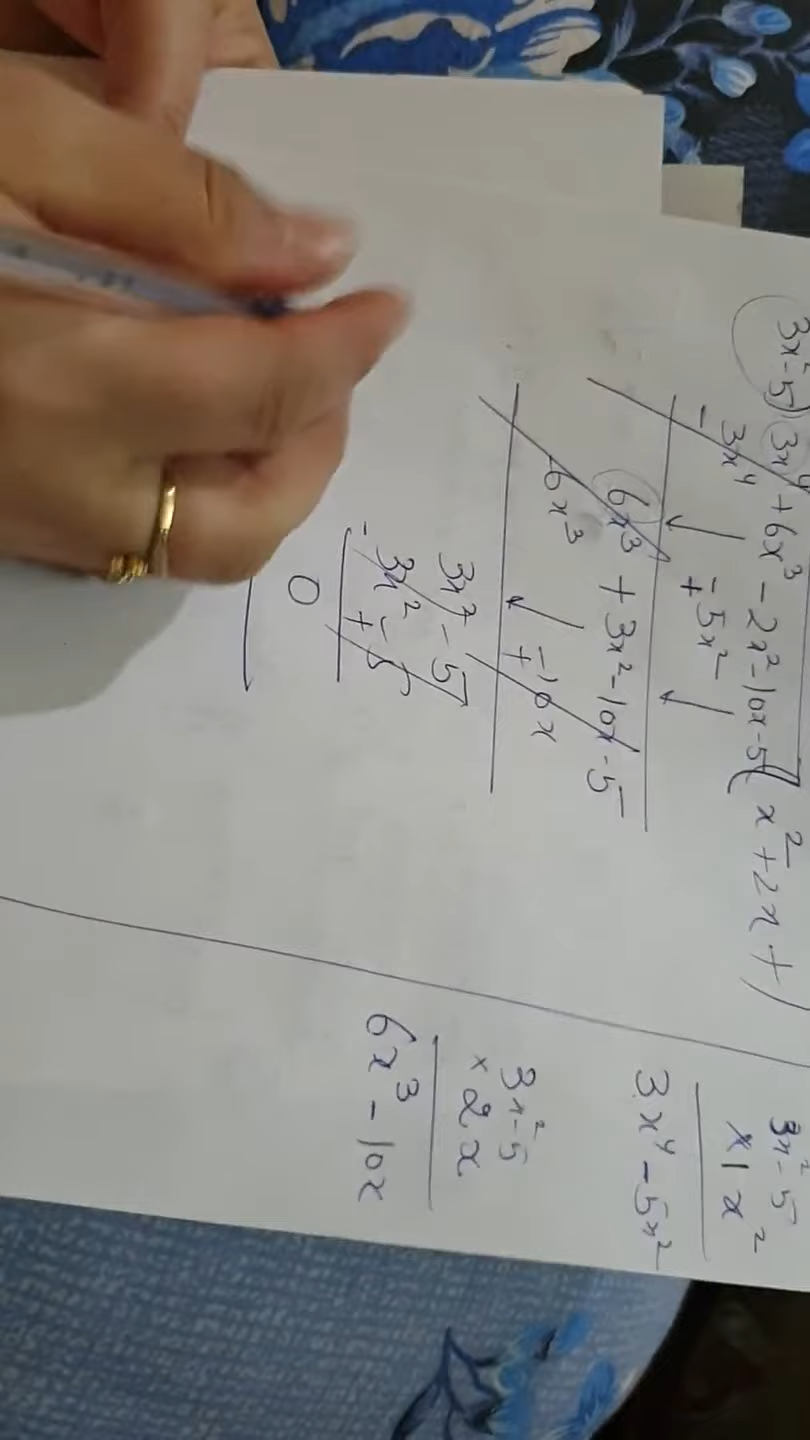 3x²-5) 3x⁴ + 6x³ - 2x² - 10x - 5 ( x² + 2x +
3x⁴ - 5x²
- +
6x³ + 3x² - 10x - 5
6x³ - 10x
- +
3x² - 5
3x² - 5
- +
0
3x² - 5
x 1x²
3x⁴ - 5x²
3x² - 5
x 2x
6x³ - 10x